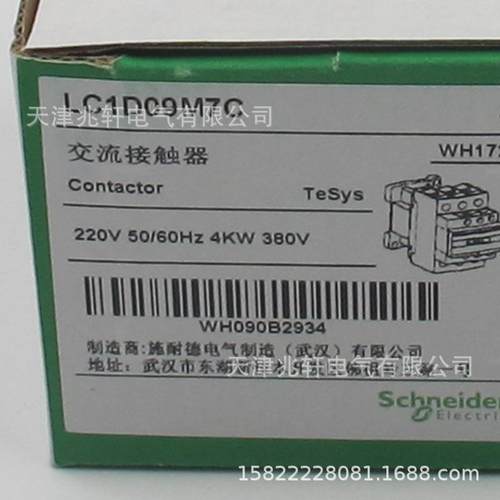 LC1D09M7C
天津兆轩电气有限公司
交流接触器
WH172
Contactor
TeSys
220V 50/60Hz 4KW 380V
WH090B2934
制造商:施耐德电气制造（武汉）有限公司
天津兆轩电气有限公司
地址: 武汉市东湖
Schneider
Electric
15822228081.1688.com